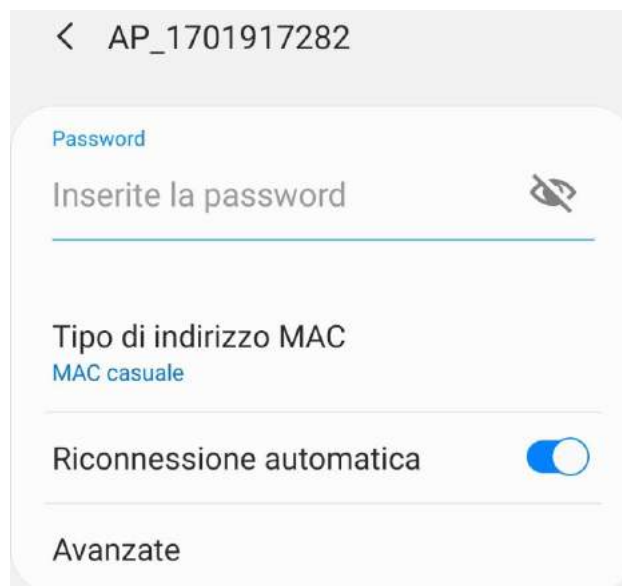 AP_1701917282
Password
Inserite la password
Tipo di indirizzo MAC
MAC casuale
Riconnessione automatica
Avanzate